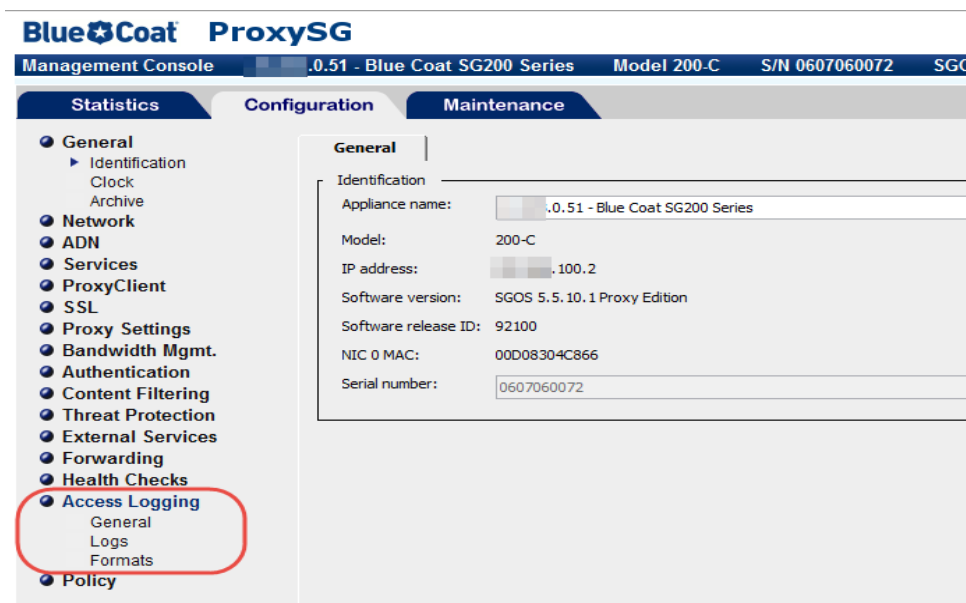 Blue Coat ProxySG
Management Console .0.51 - Blue Coat SG200 Series Model 200-C S/N 0607060072
Statistics Configuration Maintenance
General
Identification
Clock
Archive
Network
ADN
Services
ProxyClient
SSL
Proxy Settings
Bandwidth Mgmt.
Authentication
Content Filtering
Threat Protection
External Services
Forwarding
Health Checks
Access Logging
General
Logs
Formats
Policy
General
Identification
Appliance name: .0.51 - Blue Coat SG200 Series
Model: 200-C
IP address: .100.2
Software version: SGOS 5.5.10.1 Proxy Edition
Software release ID: 92100
NIC 0 MAC: 00D08304C866
Serial number: 0607060072